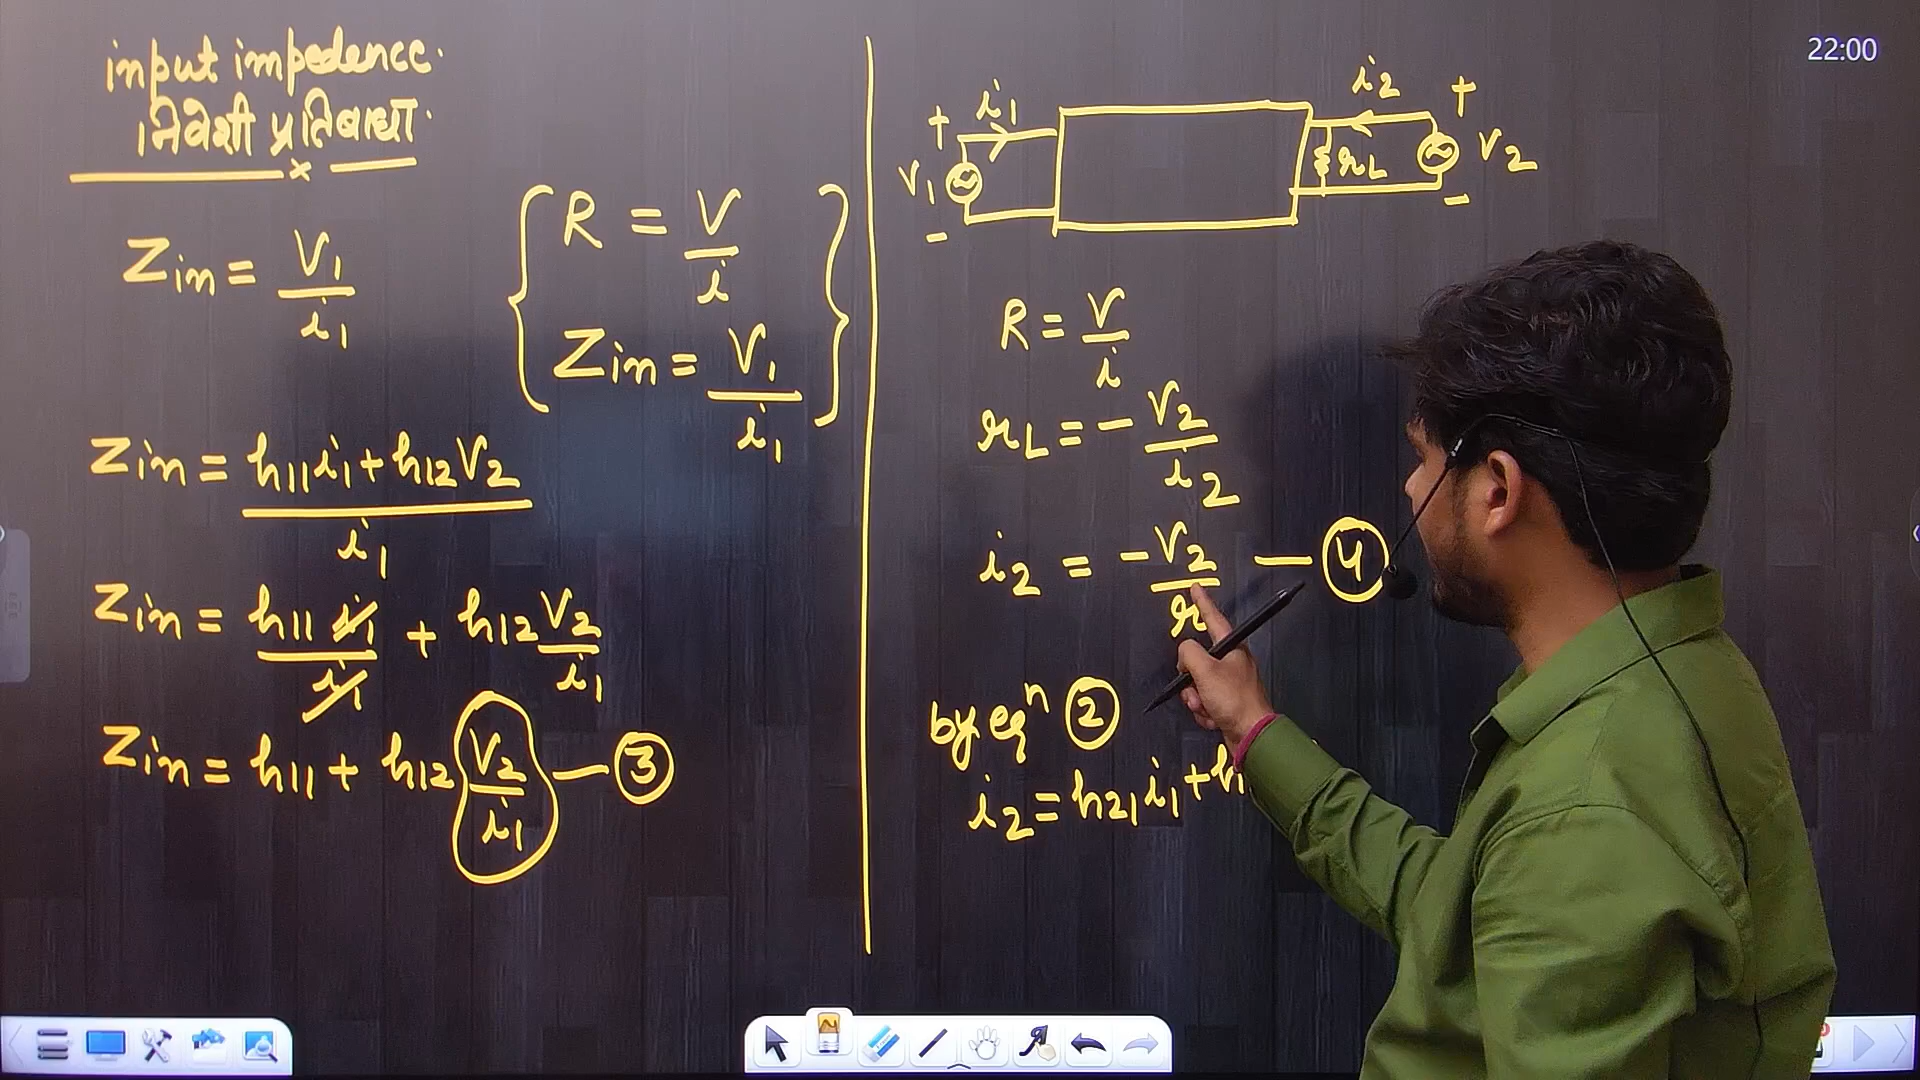 input impedence.
निवेशी प्रतिबाधा.
Zin = V1/i1
{ R = V/i
Zin = V1/i1 }
Zin = h11i1 + h12V2 / i1
Zin = h11 i1/i1 + h12 V2/i1
Zin = h11 + h12 V2/i1 — 3
22:00
+ i1 i2 +
V1 rL V2
- -
R = V/i
rL = - V2/i2
i2 = -V2/r — 4
by eqn 2
i2 = h21 i1 + h